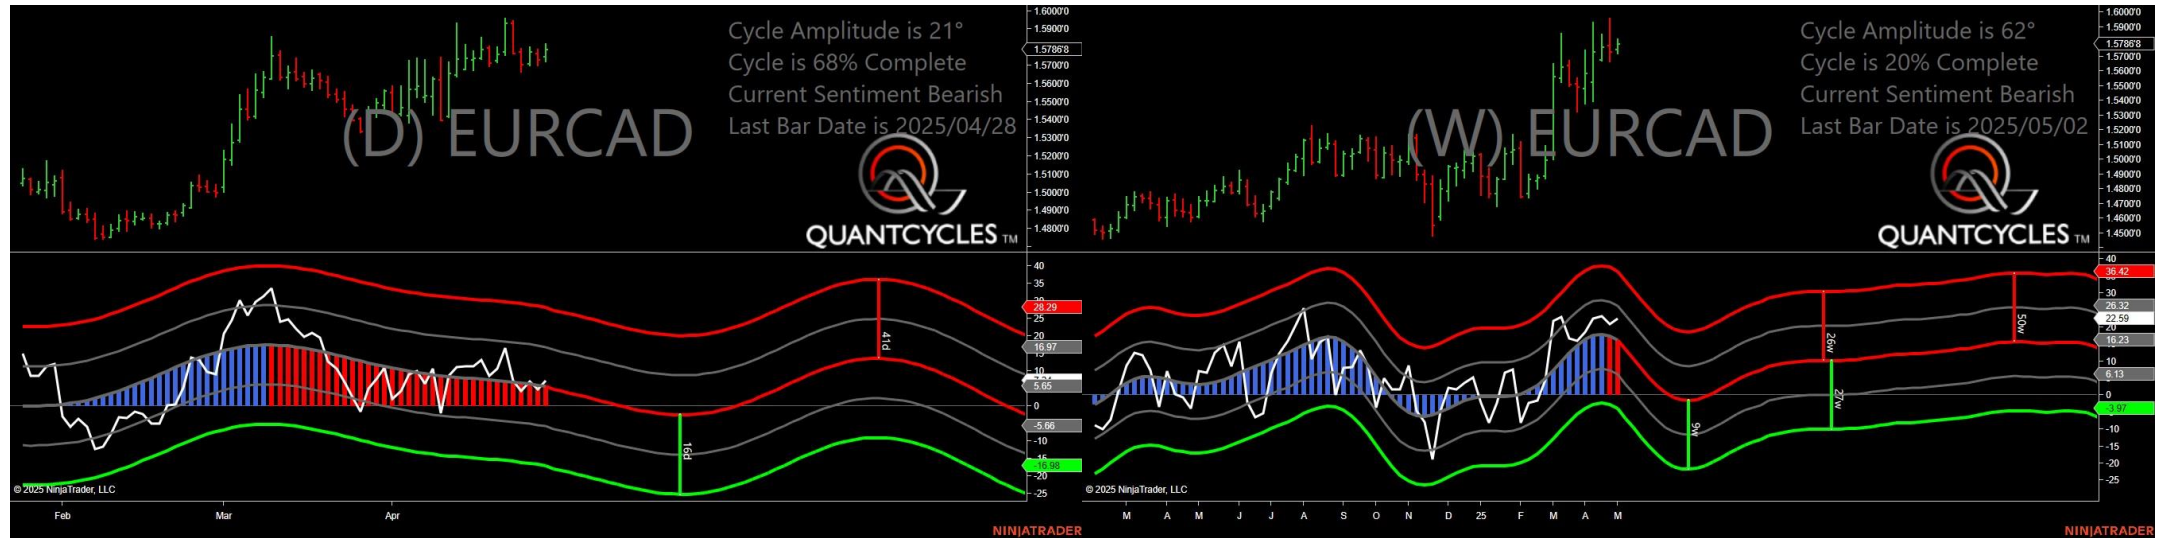 Cycle Amplitude is 21°
Cycle is 68% Complete
Current Sentiment Bearish
Last Bar Date is 2025/04/28
(D) EURCAD
QUANTCYCLES TM
1.6000'0
1.5900'0
1.5786'8
1.5700'0
1.5600'0
1.5500'0
1.5400'0
1.5300'0
1.5200'0
1.5100'0
1.5000'0
1.4900'0
1.4800'0
40
35
28.29
25
20
16.97
10
5.65
0
-5.66
-10
-16.98
-20
-25
41d
16d
© 2025 NinjaTrader, LLC
Feb Mar Apr
NINJATRADER
Cycle Amplitude is 62°
Cycle is 20% Complete
Current Sentiment Bearish
Last Bar Date is 2025/05/02
(W) EURCAD
QUANTCYCLES TM
1.6000'0
1.5900'0
1.5786'8
1.5700'0
1.5600'0
1.5500'0
1.5400'0
1.5300'0
1.5200'0
1.5100'0
1.5000'0
1.4900'0
1.4800'0
1.4700'0
1.4600'0
1.4500'0
40
36.42
30
26.32
22.59
20
16.23
10
6.13
0
-3.97
-10
-15
-20
-25
26w
50w
27w
9w
© 2025 NinjaTrader, LLC
M A M J J A S O N D 25 F M A M
NINJATRADER